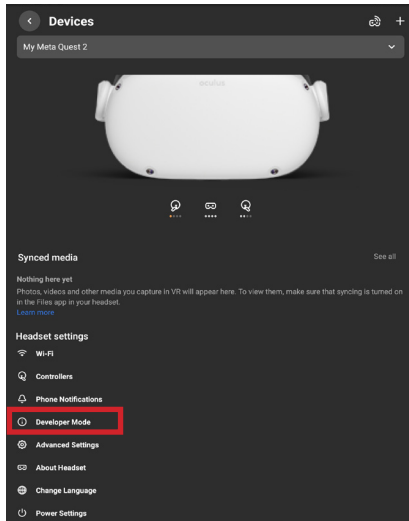 Devices
My Meta Quest 2
oculus
Synced media
See all
Nothing here yet
Photos, videos and other media you capture in VR will appear here. To view them, make sure that syncing is turned on
in the Files app in your headset.
Learn more
Headset settings
Wi-Fi
Controllers
Phone Notifications
Developer Mode
Advanced Settings
About Headset
Change Language
Power Settings